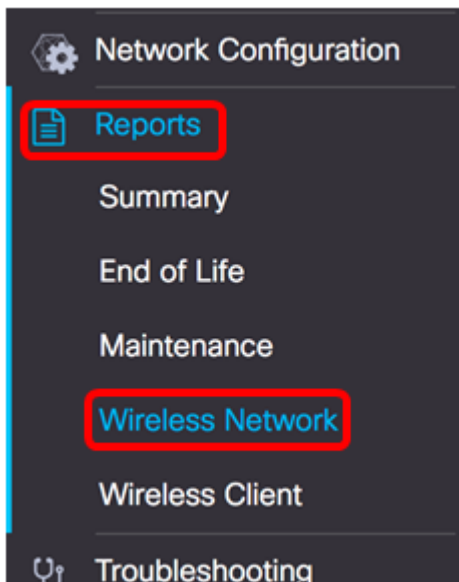 Network Configuration
Reports
Summary
End of Life
Maintenance
Wireless Network
Wireless Client
Troubleshooting